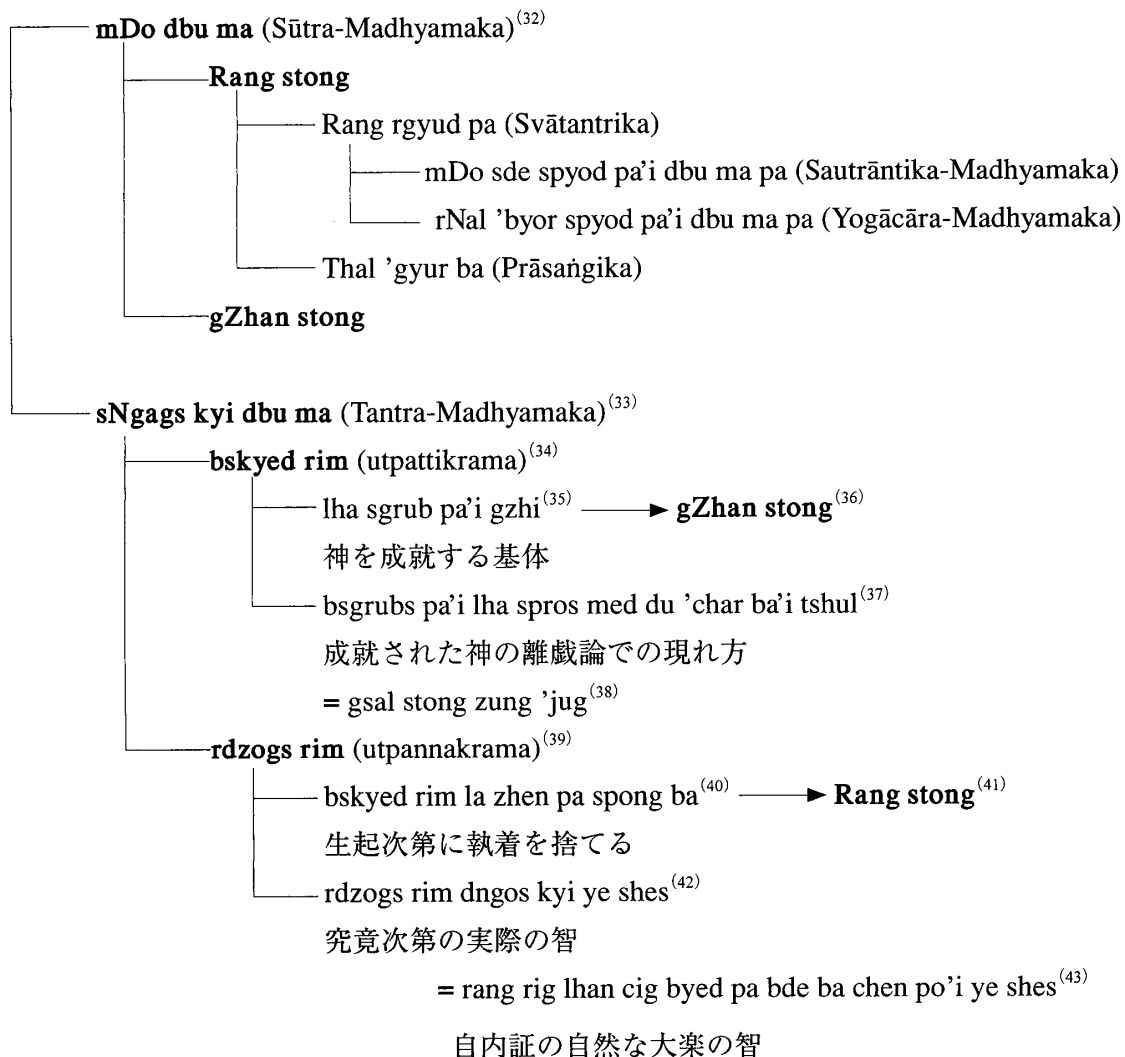 mDo dbu ma (Sūtra-Madhyamaka)(32)
Rang stong
Rang rgyud pa (Svātantrika)
mDo sde spyod pa’i dbu ma pa (Sautrāntika-Madhyamaka)
rNal ’byor spyod pa’i dbu ma pa (Yogācāra-Madhyamaka)
Thal ’gyur ba (Prāsaṅgika)
gZhan stong
sNgags kyi dbu ma (Tantra-Madhyamaka)(33)
bskyed rim (utpattikrama)(34)
lha sgrub pa’i gzhi(35) → gZhan stong(36)
神を成就する基体
bsgrubs pa’i lha spros med du ’char ba’i tshul(37)
成就された神の離戯論での現れ方
= gsal stong zung ’jug(38)
rdzogs rim (utpannakrama)(39)
bskyed rim la zhen pa spong ba(40) → Rang stong(41)
生起次第に執着を捨てる
rdzogs rim dngos kyi ye shes(42)
究竟次第の実際の智
= rang rig lhan cig byed pa bde ba chen po’i ye shes(43)
自内証の自然な大楽の智